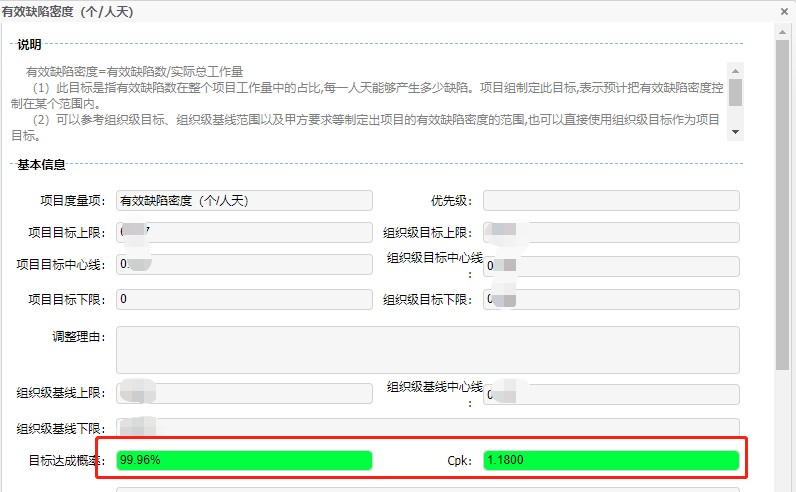 有效缺陷密度（个/人天） ×
说明
有效缺陷密度=有效缺陷数/实际总工作量
（1）此目标是指有效缺陷数在整个项目工作量中的占比,每一人天能够产生多少缺陷。项目组制定此目标,表示预计把有效缺陷密度控
制在某个范围内。
（2）可以参考组织级目标、组织级基线范围以及甲方要求等制定出项目的有效缺陷密度的范围,也可以直接使用组织级目标作为项目
目标。
基本信息
项目度量项： 有效缺陷密度（个/人天） 优先级：
项目目标上限： 组织级目标上限：
项目目标中心线： 0. 组织级目标中心线： 0
项目目标下限： 0 组织级目标下限：
调整理由：
组织级基线上限： 组织级基线中心线： 0
组织级基线下限：
目标达成概率： 99.96% Cpk： 1.1800